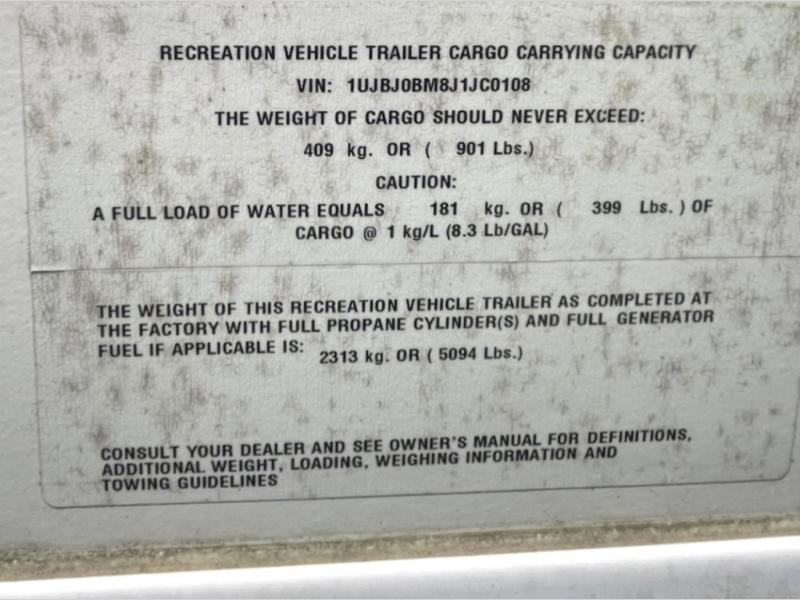 RECREATION VEHICLE TRAILER CARGO CARRYING CAPACITY
VIN: 1UJBJ0BM8J1JC0108
THE WEIGHT OF CARGO SHOULD NEVER EXCEED:
409 kg. OR ( 901 Lbs.)
CAUTION:
A FULL LOAD OF WATER EQUALS 181 kg. OR ( 399 Lbs. ) OF
CARGO @ 1 kg/L (8.3 Lb/GAL)
THE WEIGHT OF THIS RECREATION VEHICLE TRAILER AS COMPLETED AT
THE FACTORY WITH FULL PROPANE CYLINDER(S) AND FULL GENERATOR
FUEL IF APPLICABLE IS: 2313 kg. OR ( 5094 Lbs.)
CONSULT YOUR DEALER AND SEE OWNER'S MANUAL FOR DEFINITIONS,
ADDITIONAL WEIGHT, LOADING, WEIGHING INFORMATION AND
TOWING GUIDELINES